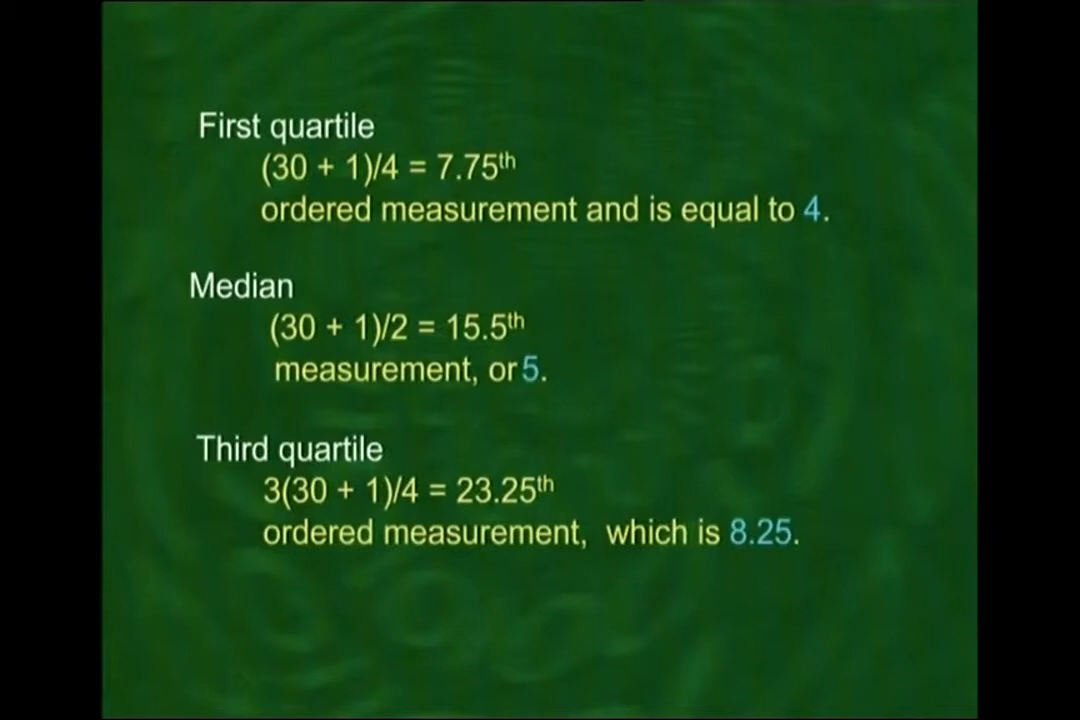 First quartile
(30 + 1)/4 = 7.75th
ordered measurement and is equal to 4.
Median
(30 + 1)/2 = 15.5th
measurement, or 5.
Third quartile
3(30 + 1)/4 = 23.25th
ordered measurement, which is 8.25.